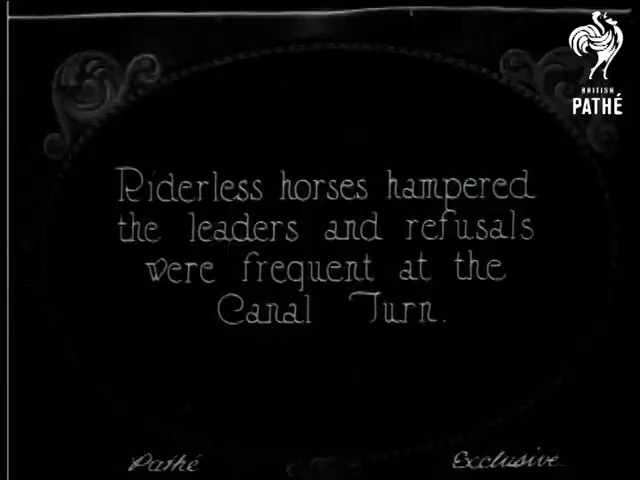 BRITISH
PATHÉ
Riderless horses hampered
the leaders and refusals
were frequent at the
Canal Turn.
Pathé Exclusive.